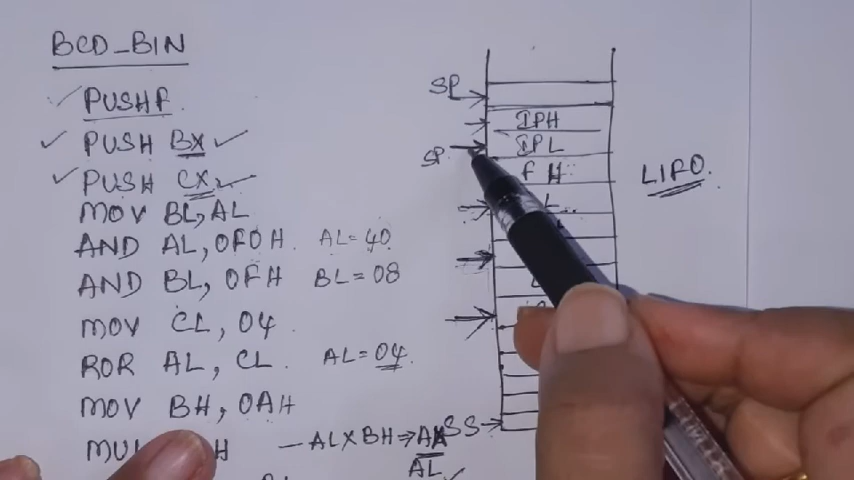 BCD_BIN
PUSHF
PUSH BX
PUSH CX
MOV BL, AL
AND AL, 0F0H AL=40
AND BL, 0FH BL=08
MOV CL, 04
ROR AL, CL AL=04
MOV BH, 0AH
MUL H — AL X BH ⇒ AX
AL
SP
IPH
IPL
SP
FH
L
L
LIFO
SS